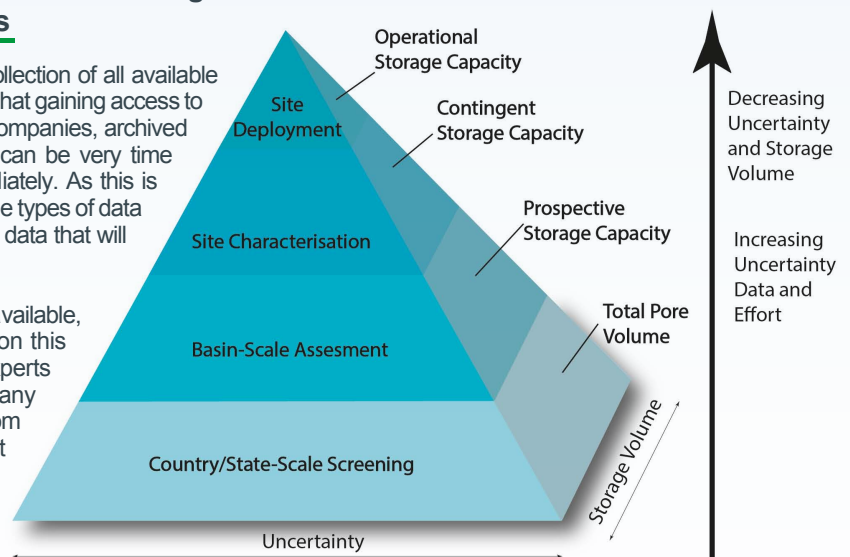 s
ollection of all available
hat gaining access to
ompanies, archived
can be very time
liately. As this is
e types of data
data that will
vailable,
on this
perts
any
om
t
Operational
Storage Capacity
Contingent
Storage Capacity
Prospective
Storage Capacity
Total Pore
Volume
Site
Deployment
Site Characterisation
Basin-Scale Assesment
Country/State-Scale Screening
Uncertainty
Storage Volume
Decreasing
Uncertainty
and Storage
Volume
Increasing
Uncertainty
Data and
Effort